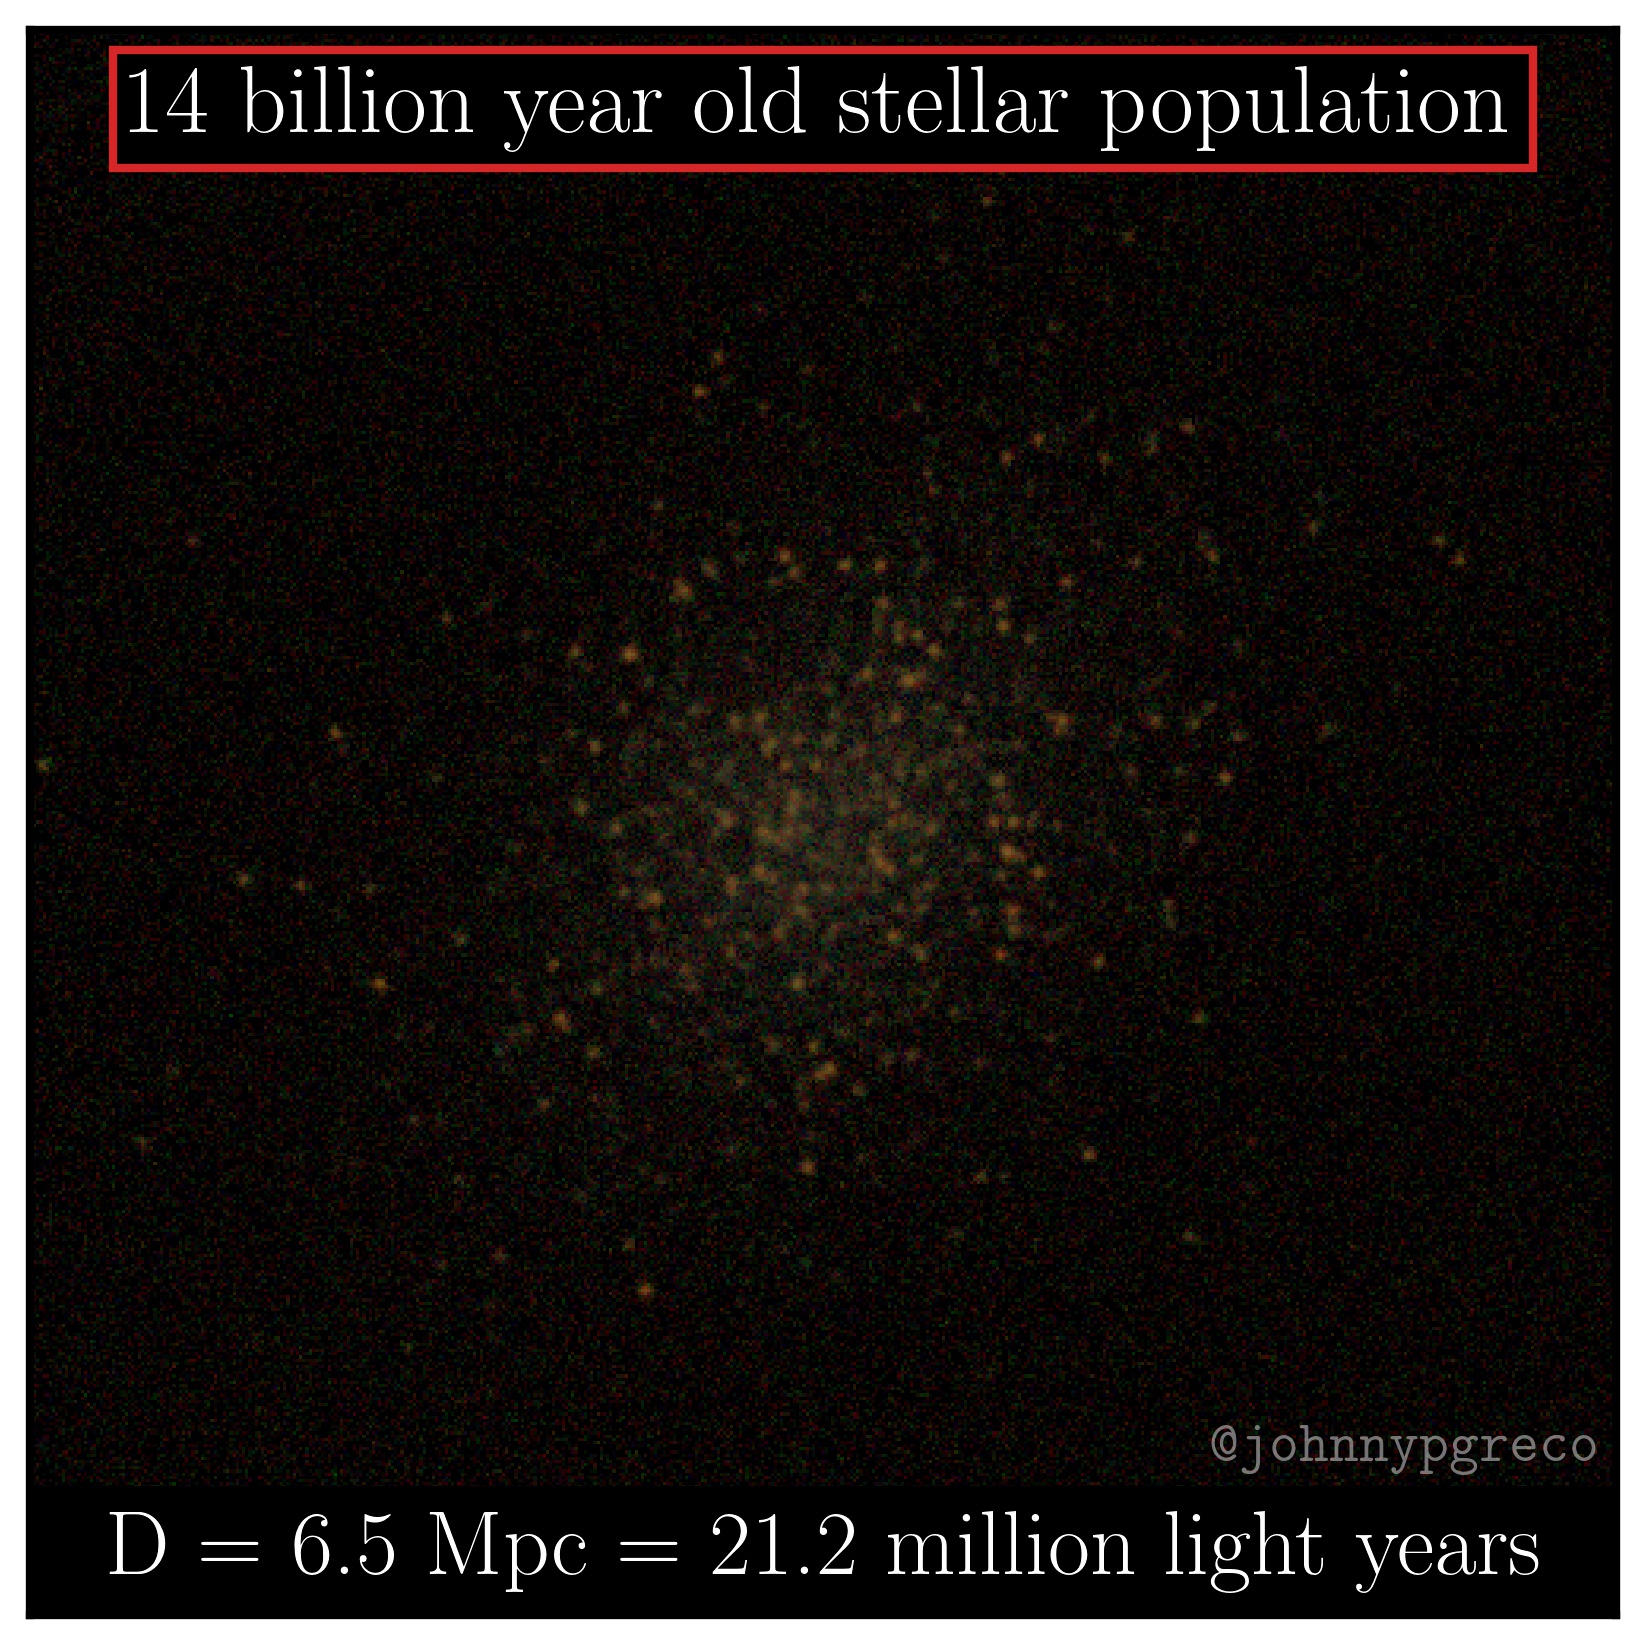 14 billion year old stellar population
@johnnypgreco
D = 6.5 Mpc = 21.2 million light years